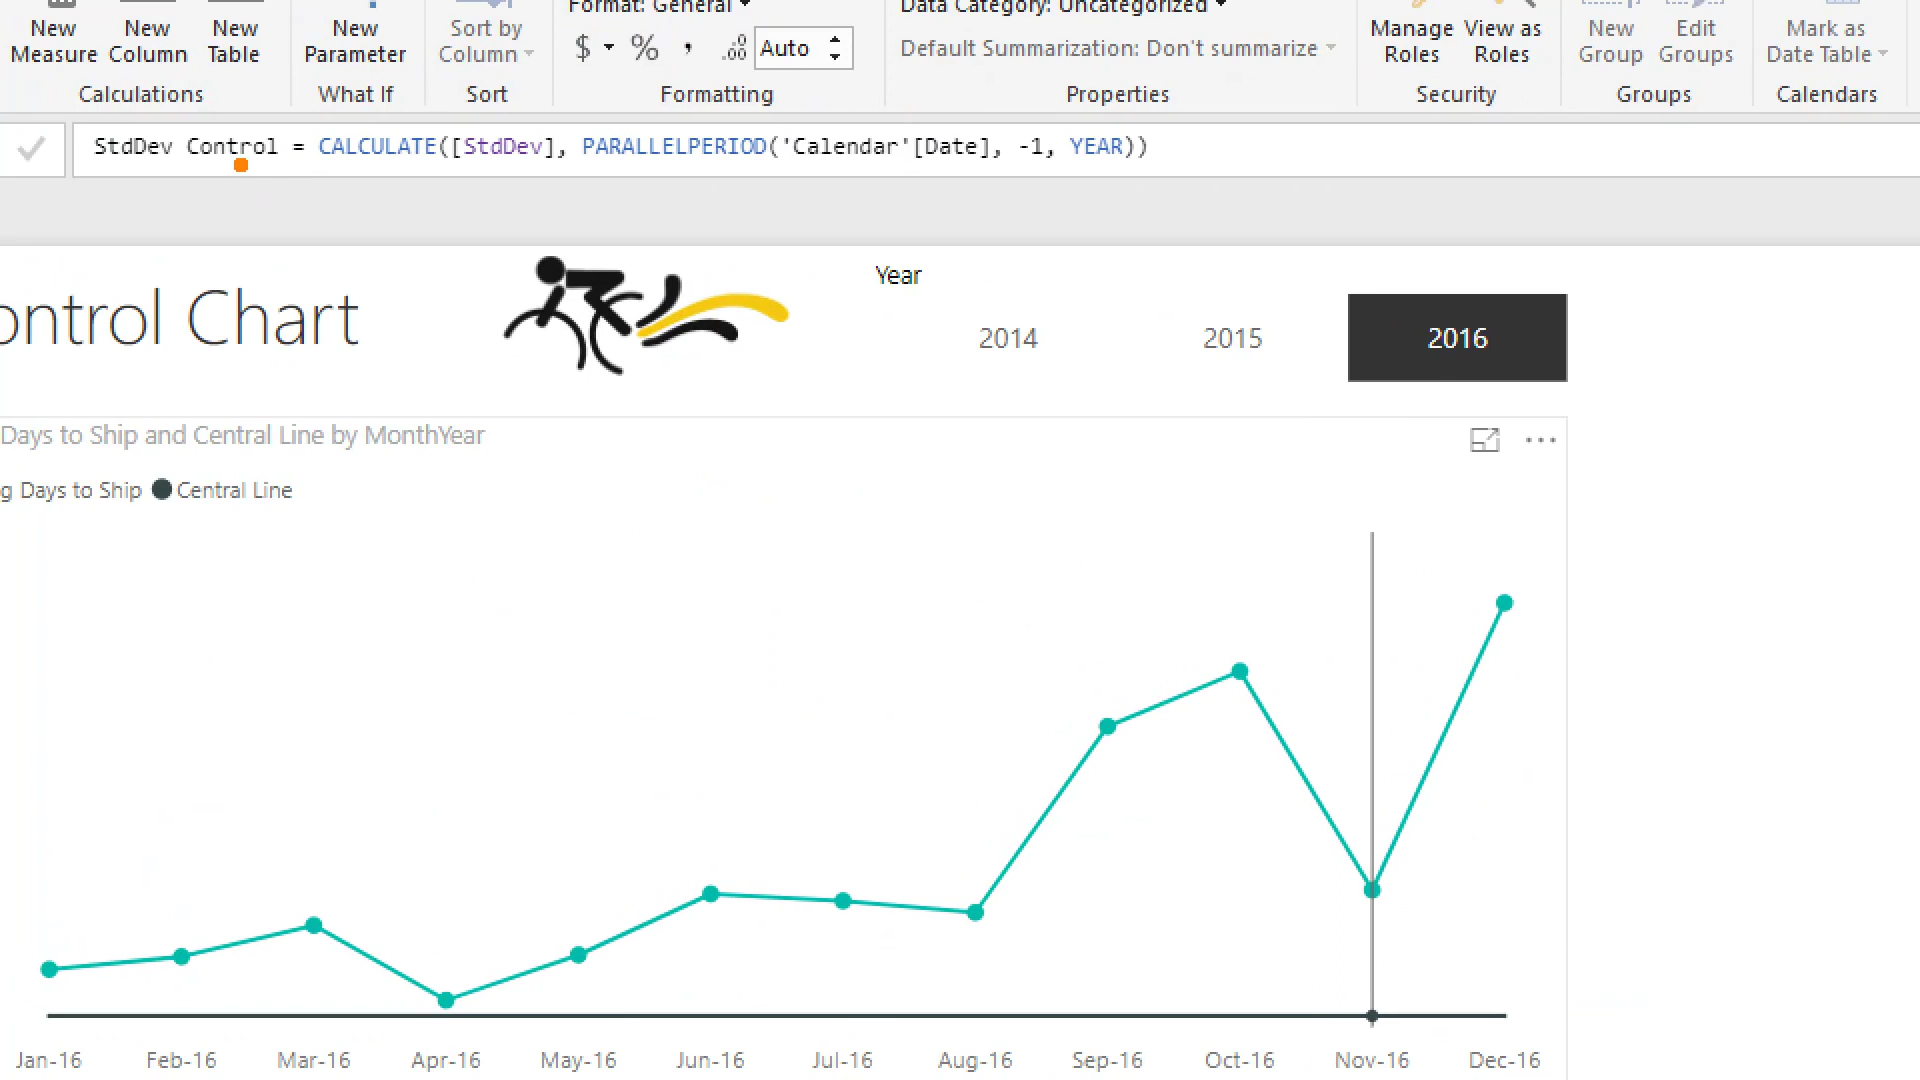 Format: General
Data Category: Uncategorized
New Measure
New Column
New Table
New Parameter
Sort by Column
$ % , .00 Auto
Default Summarization: Don't summarize
Manage Roles
View as Roles
New Group
Edit Groups
Mark as Date Table
Calculations
What If
Sort
Formatting
Properties
Security
Groups
Calendars
StdDev Control = CALCULATE([StdDev], PARALLELPERIOD('Calendar'[Date], -1, YEAR))
ontrol Chart
Year
2014 2015 2016
Days to Ship and Central Line by MonthYear
g Days to Ship Central Line
Jan-16 Feb-16 Mar-16 Apr-16 May-16 Jun-16 Jul-16 Aug-16 Sep-16 Oct-16 Nov-16 Dec-16